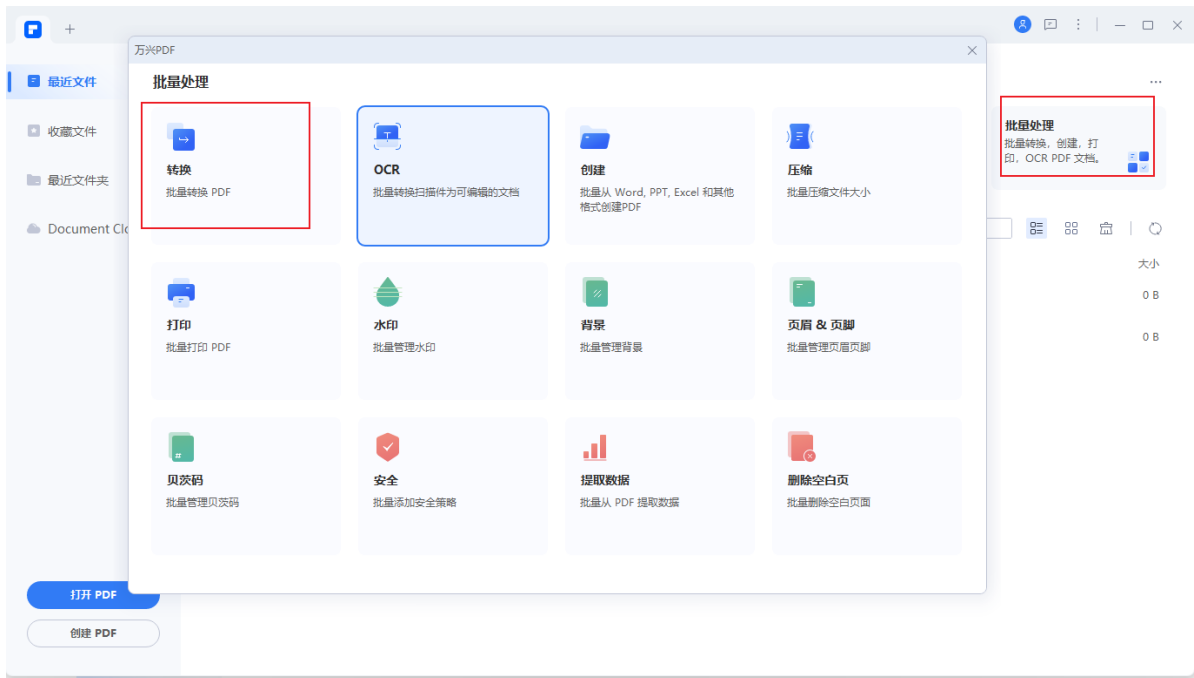 万兴PDF
批量处理
最近文件
收藏文件
最近文件夹
Document Clo
转换
批量转换 PDF
OCR
批量转换扫描件为可编辑的文档
创建
批量从 Word, PPT, Excel 和其他
格式创建PDF
压缩
批量压缩文件大小
打印
批量打印 PDF
水印
批量管理水印
背景
批量管理背景
页眉 & 页脚
批量管理页眉页脚
贝茨码
批量管理贝茨码
安全
批量添加安全策略
提取数据
批量从 PDF 提取数据
删除空白页
批量删除空白页面
批量处理
批量转换，创建，打
印，OCR PDF 文档。
大小
0 B
0 B
打开 PDF
创建 PDF